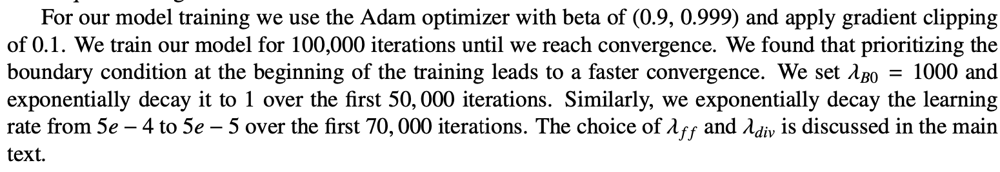 For our model training we use the Adam optimizer with beta of (0.9, 0.999) and apply gradient clipping
of 0.1. We train our model for 100,000 iterations until we reach convergence. We found that prioritizing the
boundary condition at the beginning of the training leads to a faster convergence. We set λ_{B0} = 1000 and
exponentially decay it to 1 over the first 50, 000 iterations. Similarly, we exponentially decay the learning
rate from 5e − 4 to 5e − 5 over the first 70, 000 iterations. The choice of λ_{ff} and λ_{div} is discussed in the main
text.